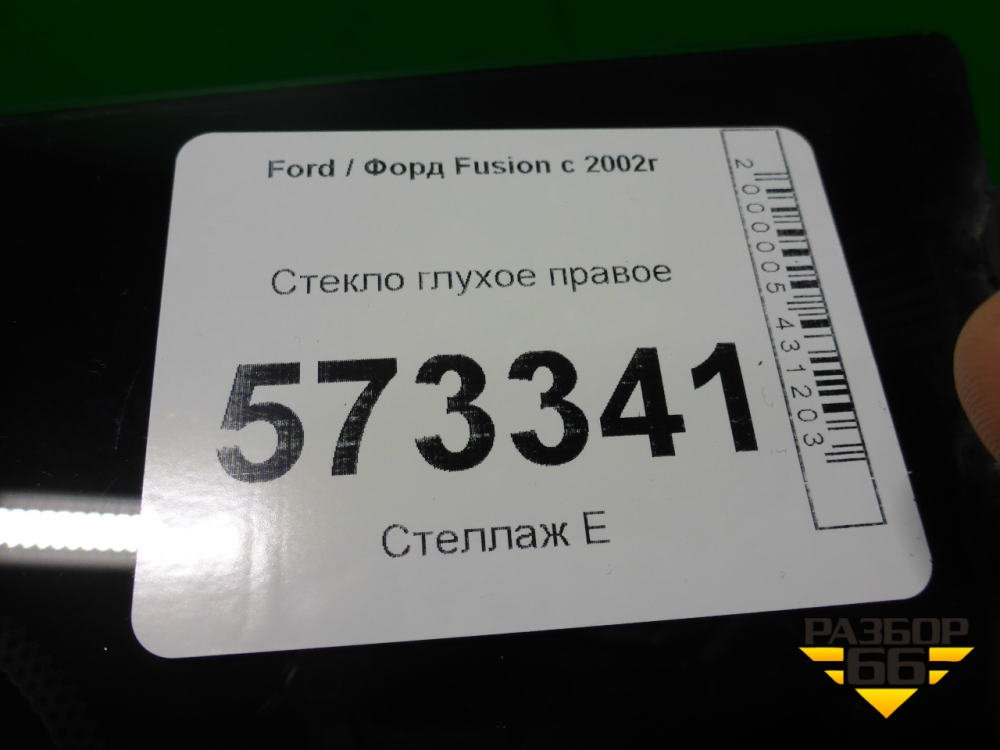 Ford / Форд Fusion с 2002г
Стекло глухое правое
573341
Стеллаж Е
2000005431203
РАЗБОР
66